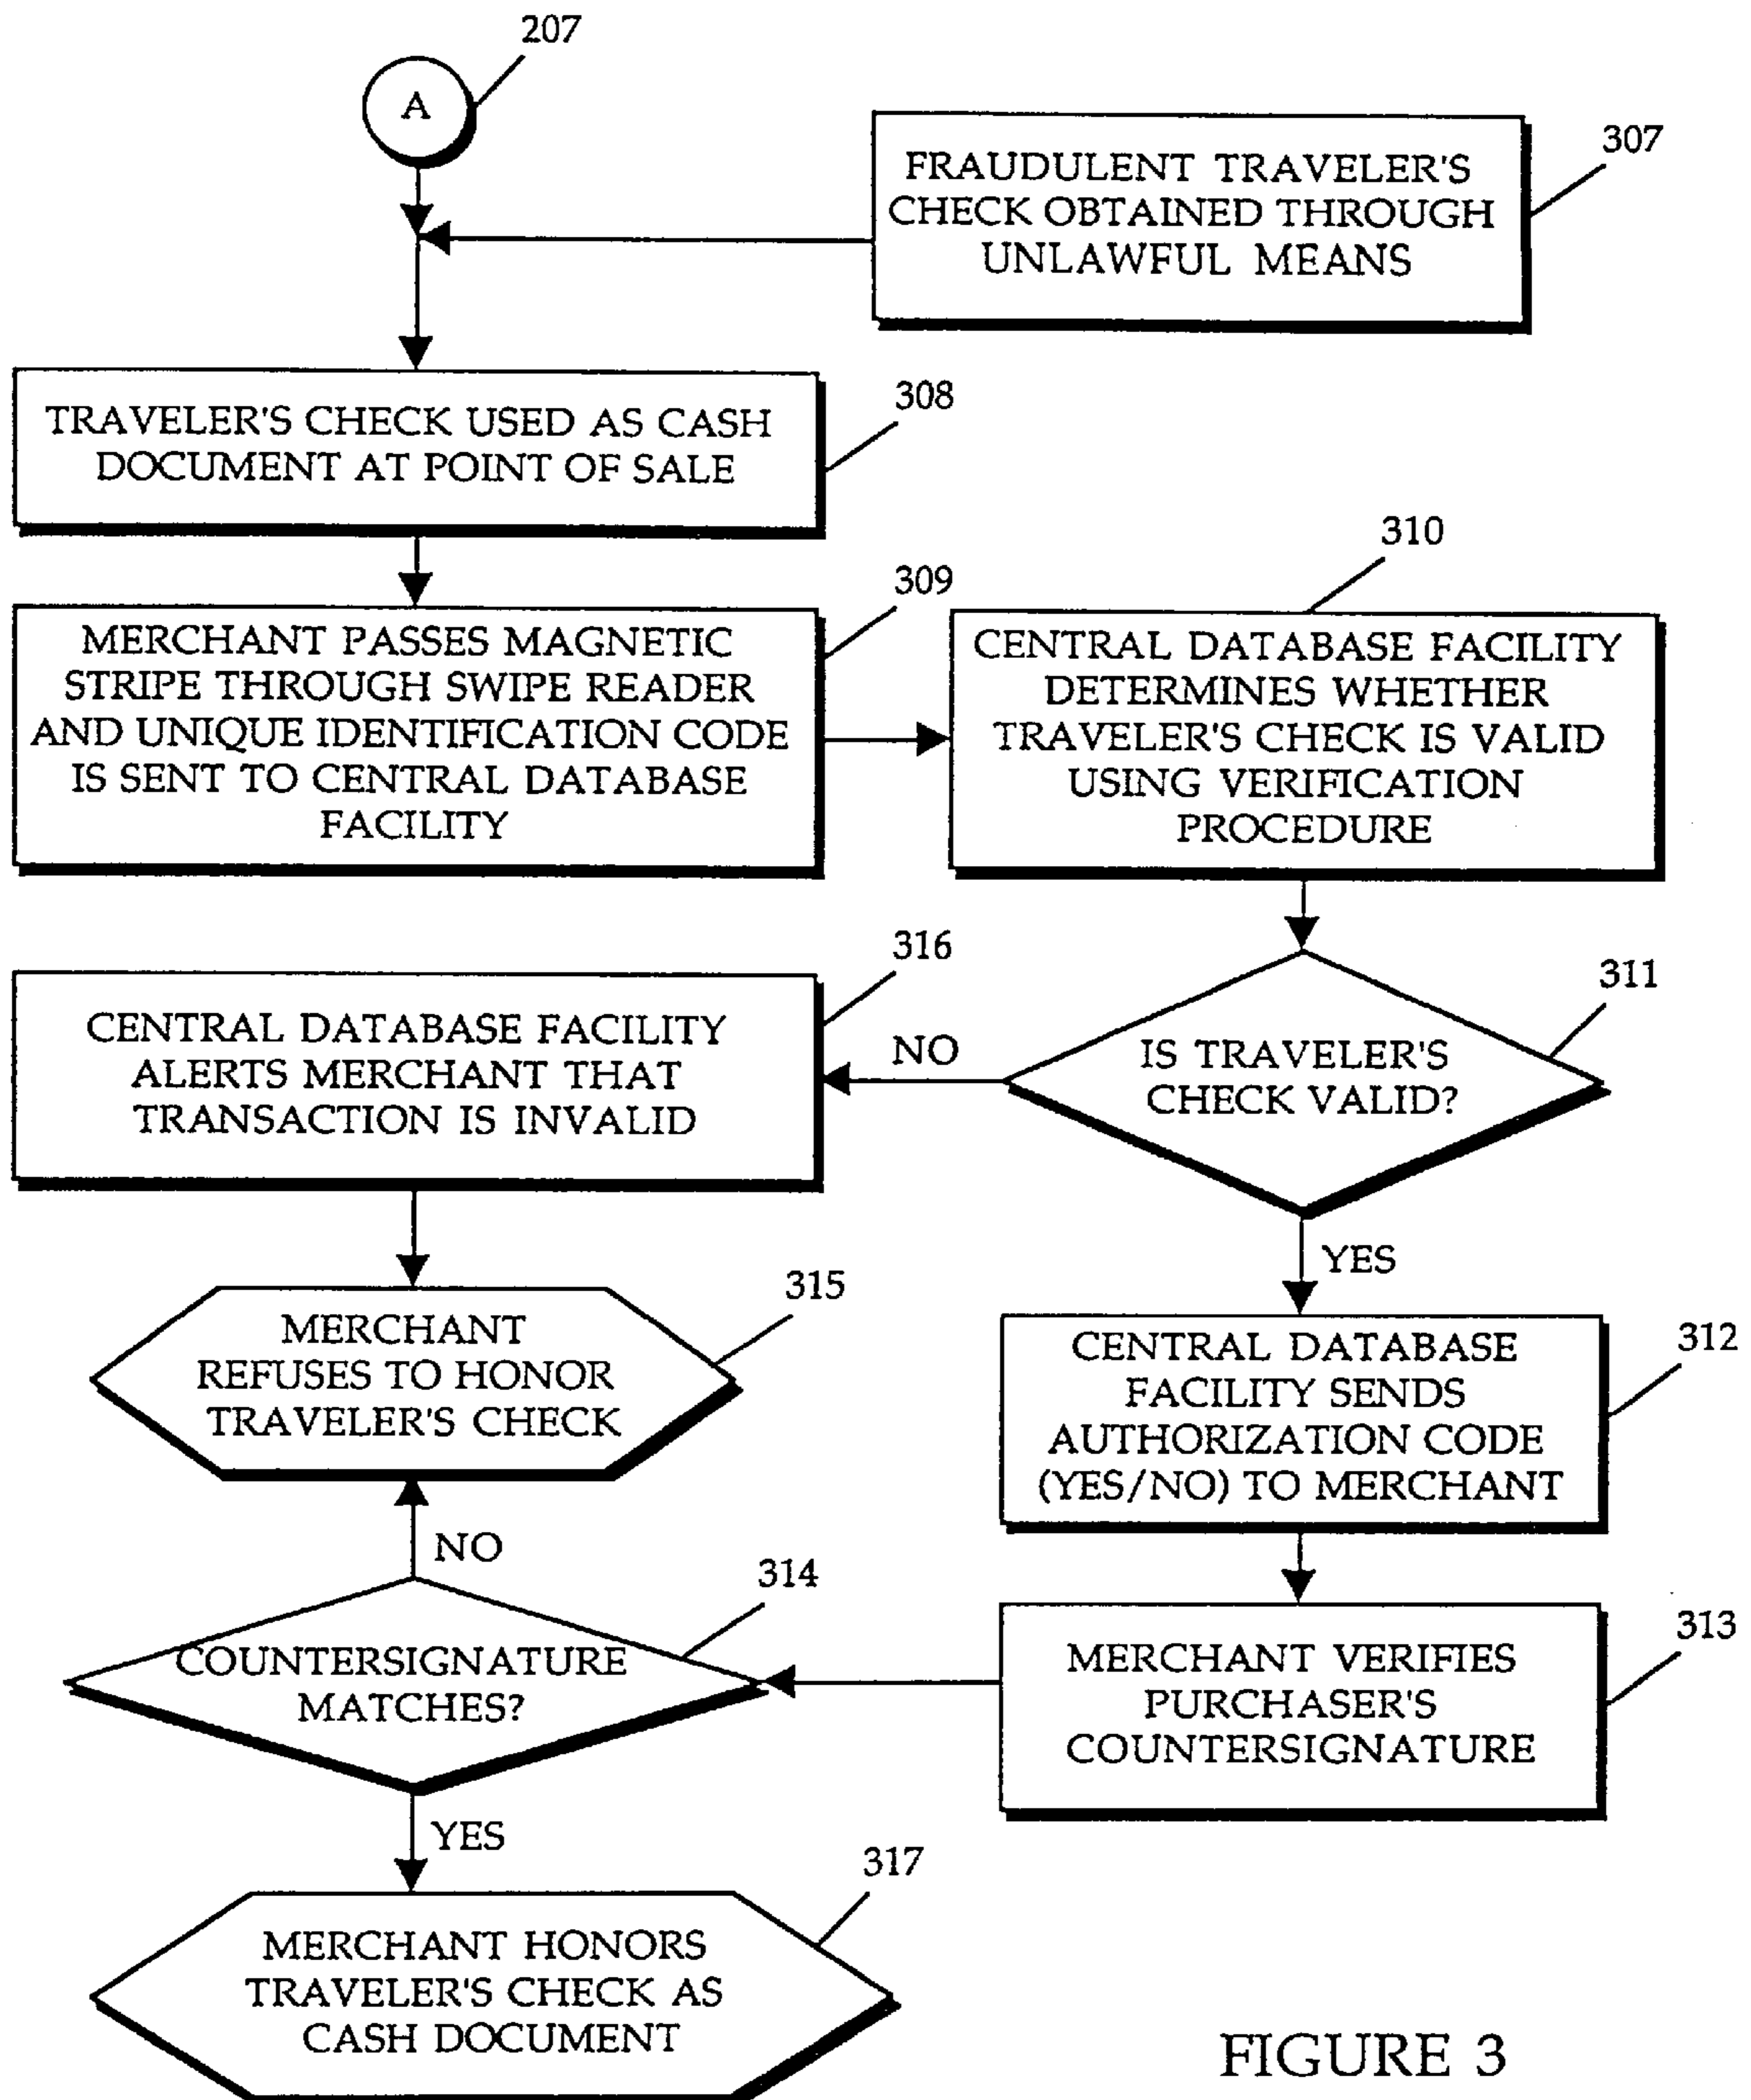 207
A
307
FRAUDULENT TRAVELER'S
CHECK OBTAINED THROUGH
UNLAWFUL MEANS
308
TRAVELER'S CHECK USED AS CASH
DOCUMENT AT POINT OF SALE
309
MERCHANT PASSES MAGNETIC
STRIPE THROUGH SWIPE READER
AND UNIQUE IDENTIFICATION CODE
IS SENT TO CENTRAL DATABASE
FACILITY
310
CENTRAL DATABASE FACILITY
DETERMINES WHETHER
TRAVELER'S CHECK IS VALID
USING VERIFICATION
PROCEDURE
311
IS TRAVELER'S
CHECK VALID?
NO
316
CENTRAL DATABASE FACILITY
ALERTS MERCHANT THAT
TRANSACTION IS INVALID
315
MERCHANT
REFUSES TO HONOR
TRAVELER'S CHECK
YES
312
CENTRAL DATABASE
FACILITY SENDS
AUTHORIZATION CODE
(YES/NO) TO MERCHANT
313
MERCHANT VERIFIES
PURCHASER'S
COUNTERSIGNATURE
NO
314
COUNTERSIGNATURE
MATCHES?
YES
317
MERCHANT HONORS
TRAVELER'S CHECK AS
CASH DOCUMENT
FIGURE 3